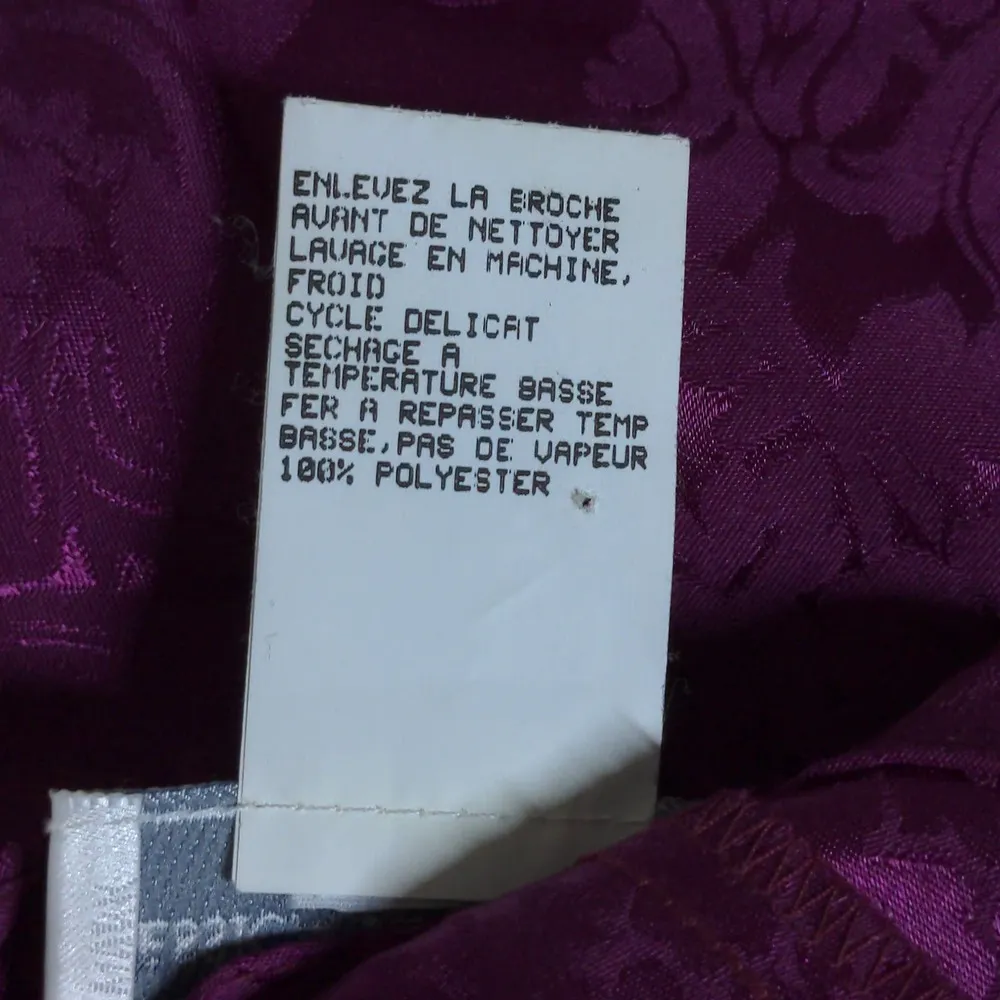 ENLEVEZ LA BROCHE
AVANT DE NETTOYER
LAVAGE EN MACHINE,
FROID
CYCLE DELICAT
SECHAGE A
TEMPERATURE BASSE
FER A REPASSER TEMP
BASSE,PAS DE VAPEUR
100% POLYESTER